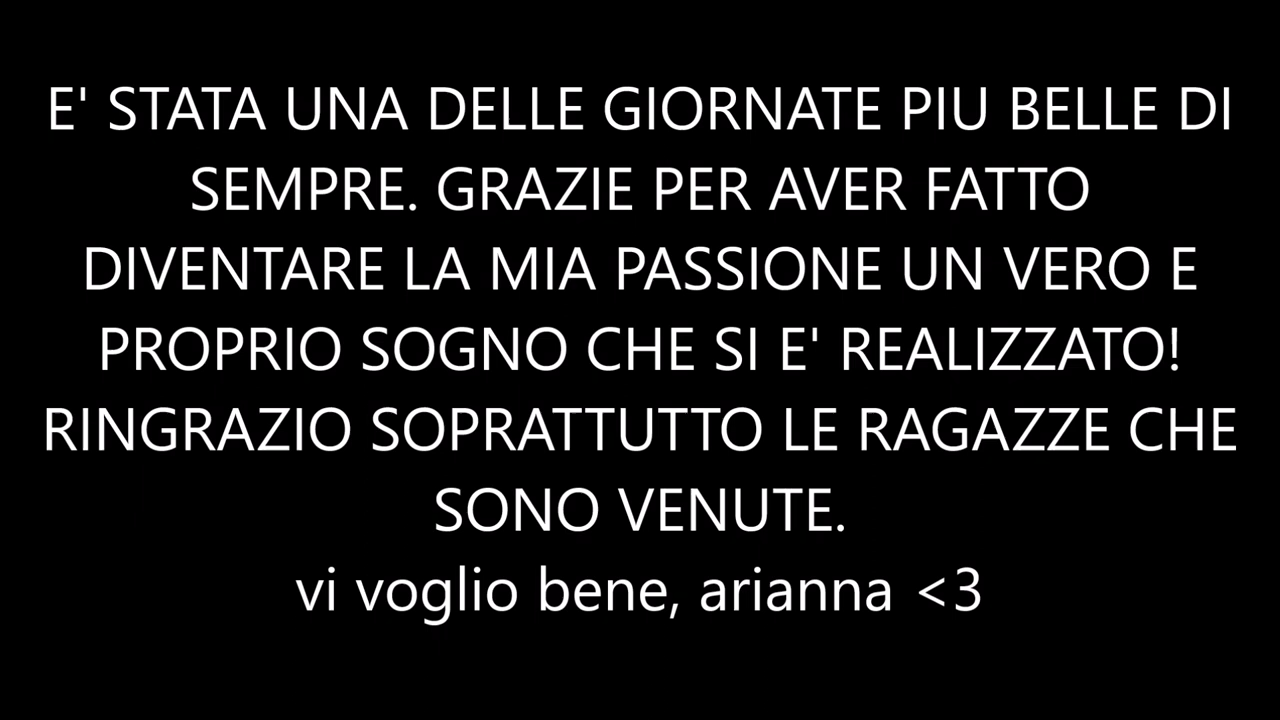 E' STATA UNA DELLE GIORNATE PIU BELLE DI
SEMPRE. GRAZIE PER AVER FATTO
DIVENTARE LA MIA PASSIONE UN VERO E
PROPRIO SOGNO CHE SI E' REALIZZATO!
RINGRAZIO SOPRATTUTTO LE RAGAZZE CHE
SONO VENUTE.
vi voglio bene, arianna <3